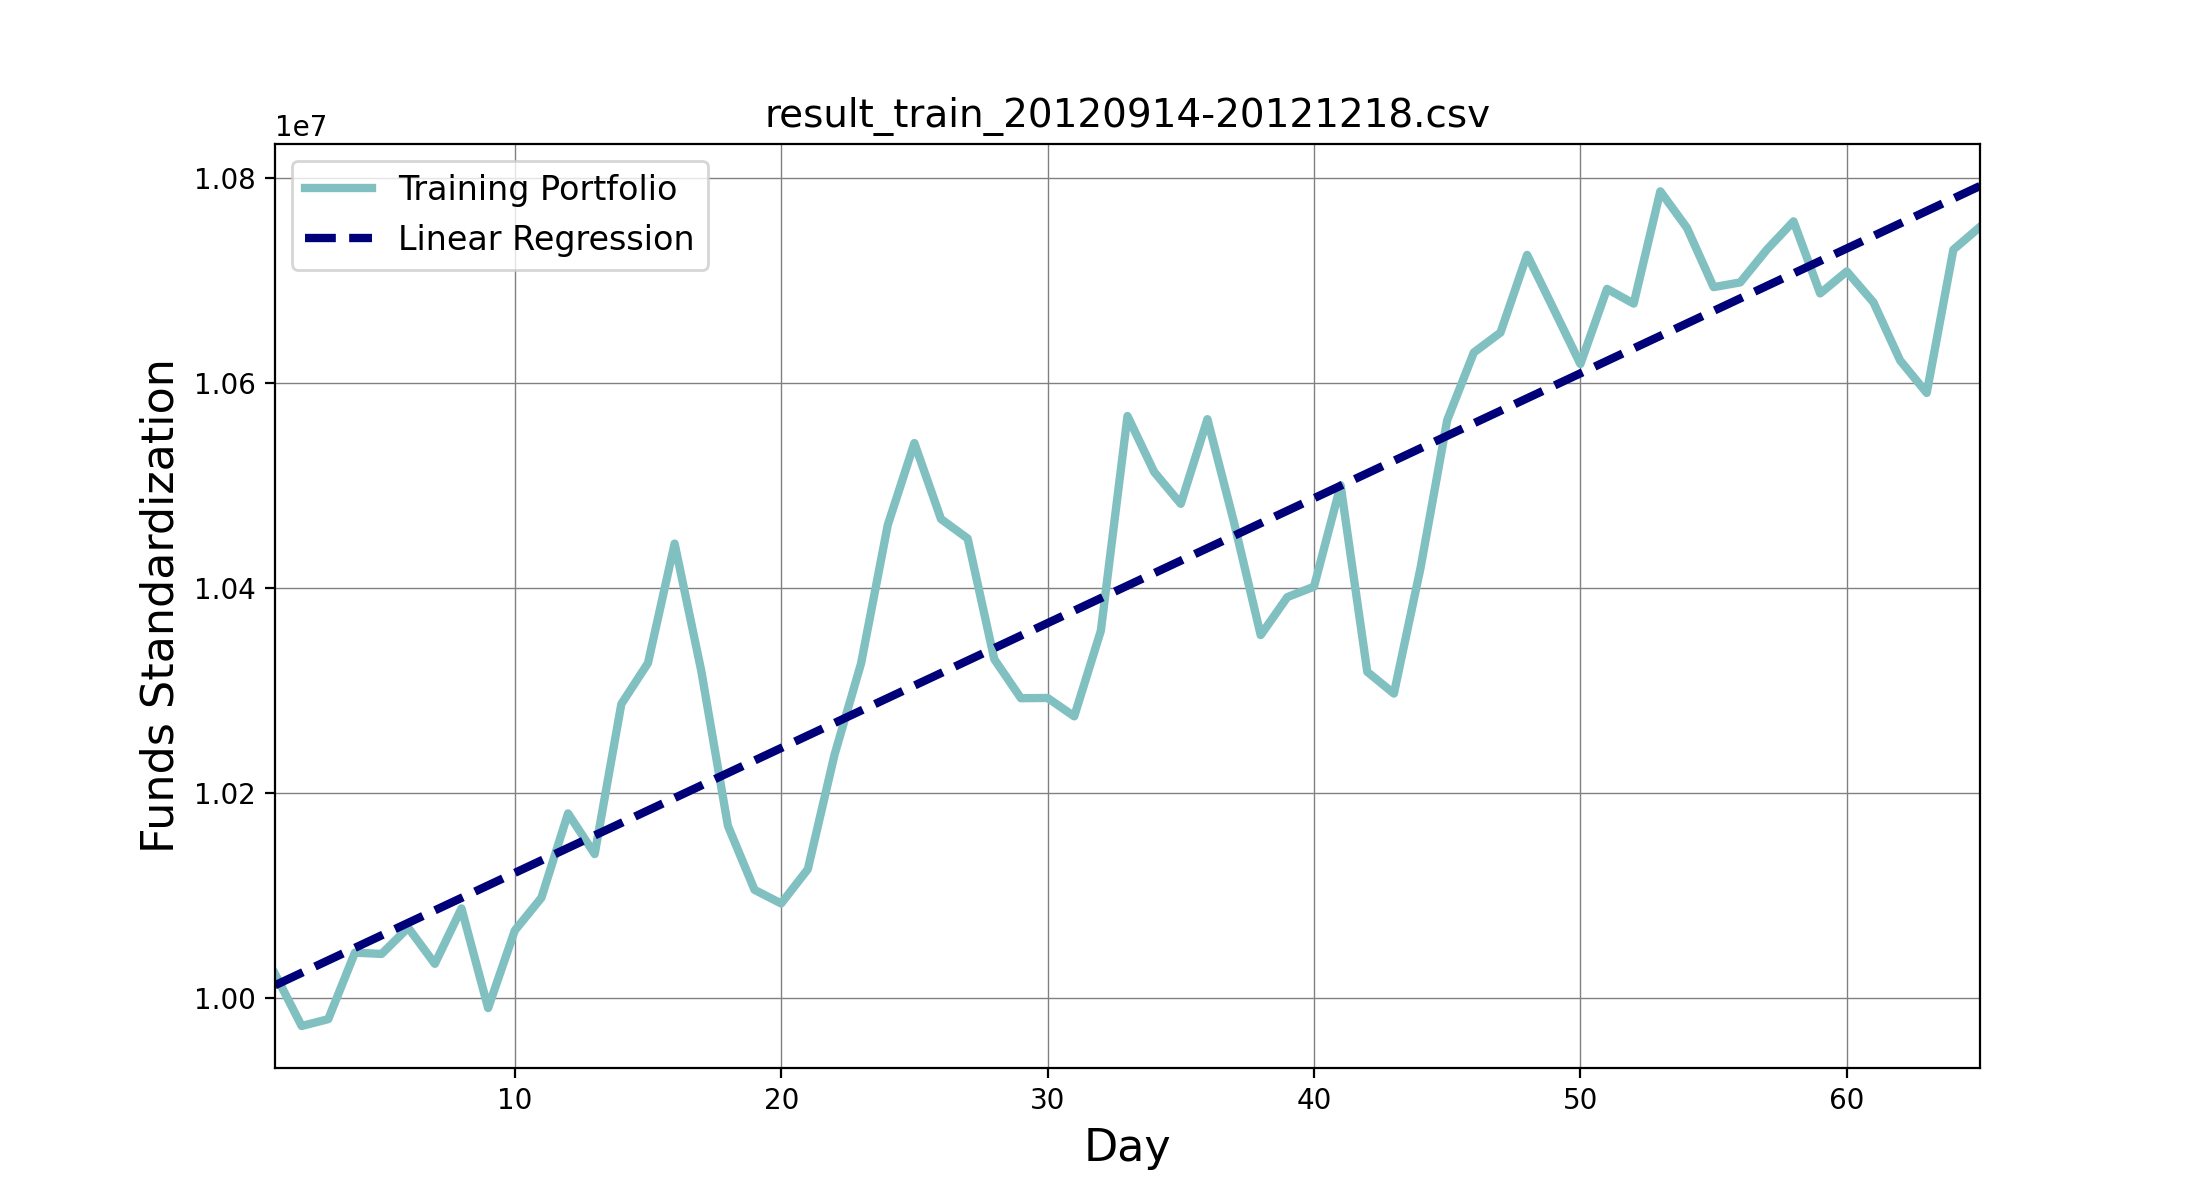 result_train_20120914-20121218.csv
1e7
Training Portfolio
Linear Regression
1.08
1.06
1.04
1.02
1.00
Funds Standardization
10 20 30 40 50 60
Day